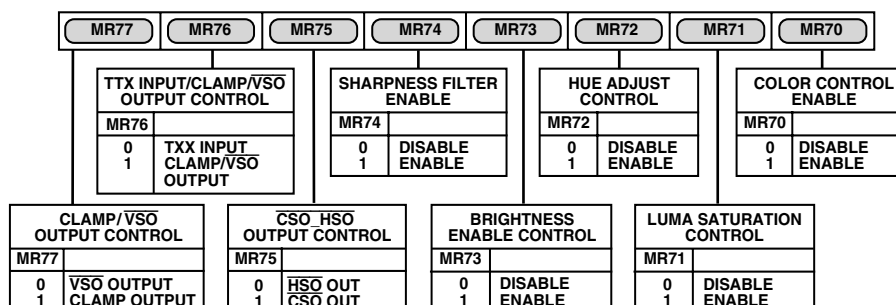 MR77 MR76 MR75 MR74 MR73 MR72 MR71 MR70
TTX INPUT/CLAMP/VSO
OUTPUT CONTROL
MR76
0 TXX INPUT
1 CLAMP/VSO
OUTPUT
SHARPNESS FILTER
ENABLE
MR74
0 DISABLE
1 ENABLE
HUE ADJUST
CONTROL
MR72
0 DISABLE
1 ENABLE
COLOR CONTROL
ENABLE
MR70
0 DISABLE
1 ENABLE
CLAMP/VSO
OUTPUT CONTROL
MR77
0 VSO OUTPUT
1 CLAMP OUTPUT
CSO_HSO
OUTPUT CONTROL
MR75
0 HSO OUT
1 CSO OUT
BRIGHTNESS
ENABLE CONTROL
MR73
0 DISABLE
1 ENABLE
LUMA SATURATION
CONTROL
MR71
0 DISABLE
1 ENABLE